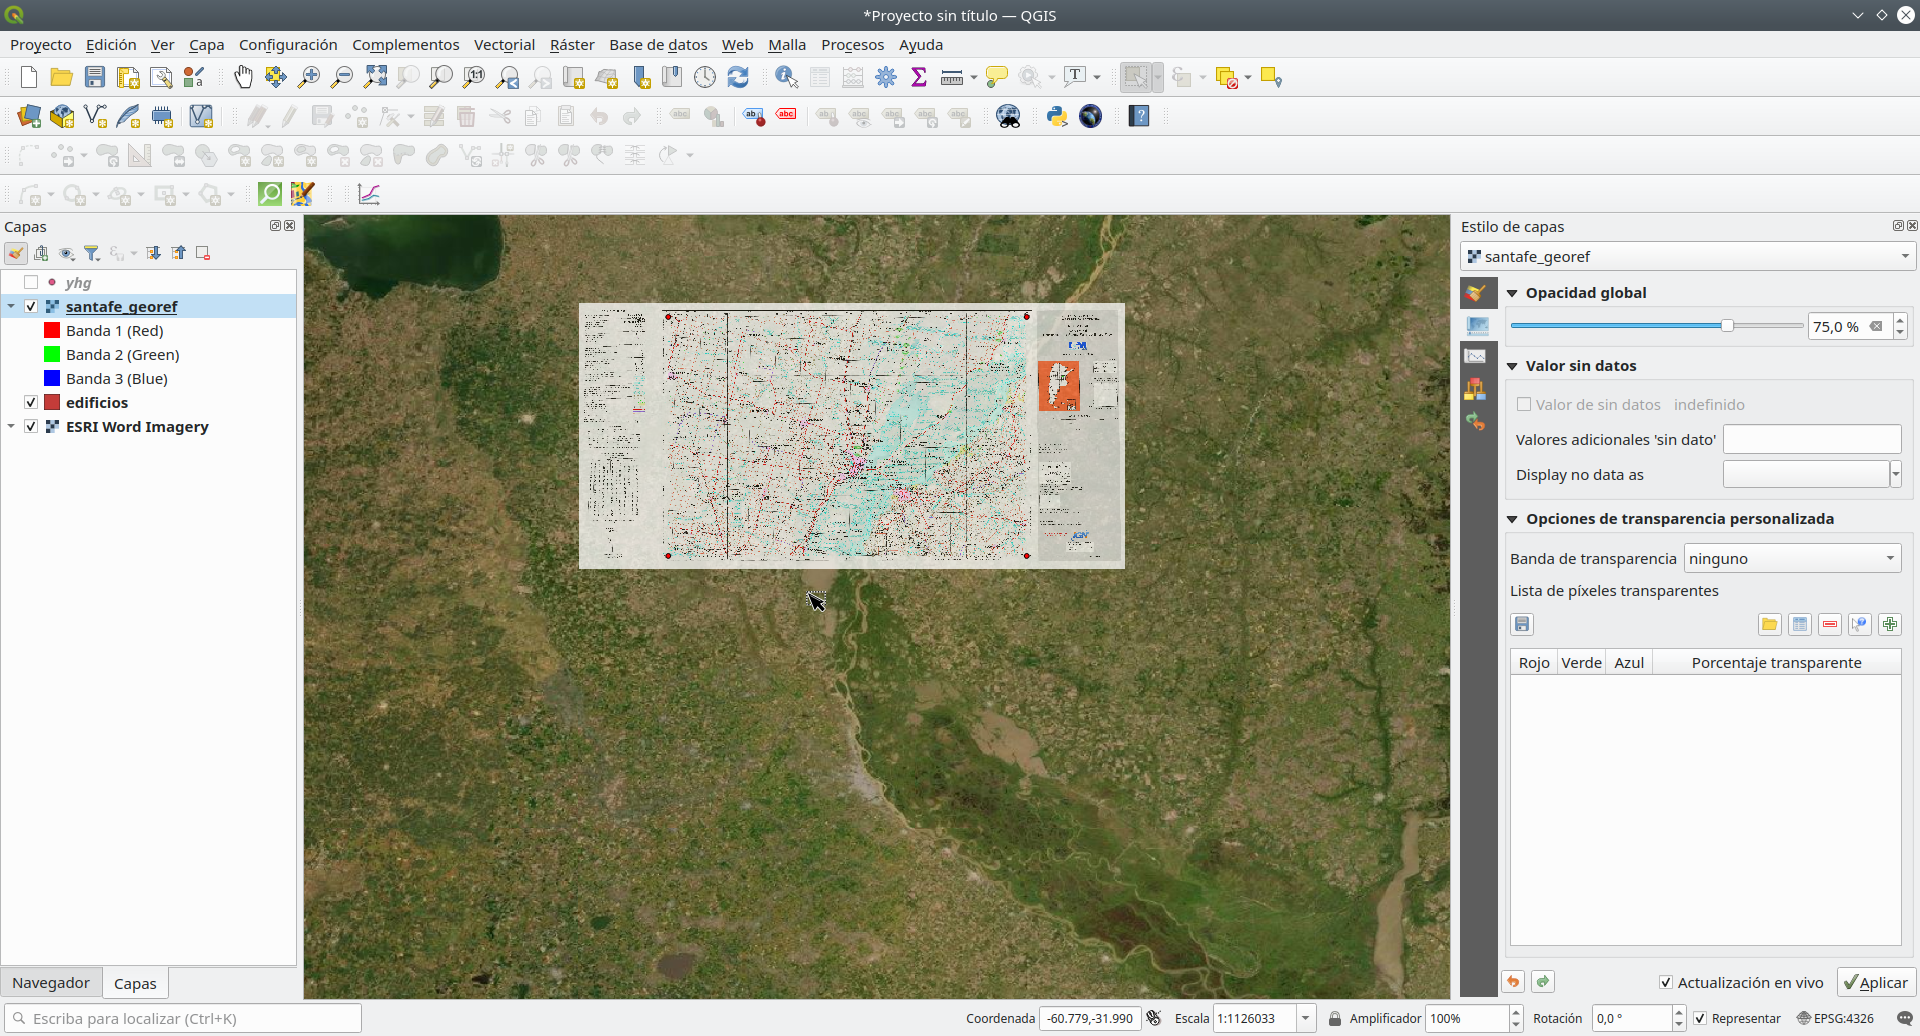 *Proyecto sin título — QGIS
Proyecto Edición Ver Capa Configuración Complementos Vectorial Ráster Base de datos Web Malla Procesos Ayuda
Capas
yhg
santafe_georef
Banda 1 (Red)
Banda 2 (Green)
Banda 3 (Blue)
edificios
ESRI Word Imagery
Navegador Capas
IGN
Estilo de capas
santafe_georef
Opacidad global
75,0 %
Valor sin datos
Valor de sin datos indefinido
Valores adicionales 'sin dato'
Display no data as
Opciones de transparencia personalizada
Banda de transparencia ninguno
Lista de píxeles transparentes
Rojo Verde Azul Porcentaje transparente
Actualización en vivo Aplicar
Escriba para localizar (Ctrl+K) Coordenada -60.779,-31.990 Escala 1:1126033 Amplificador 100% Rotación 0,0 ° Representar EPSG:4326